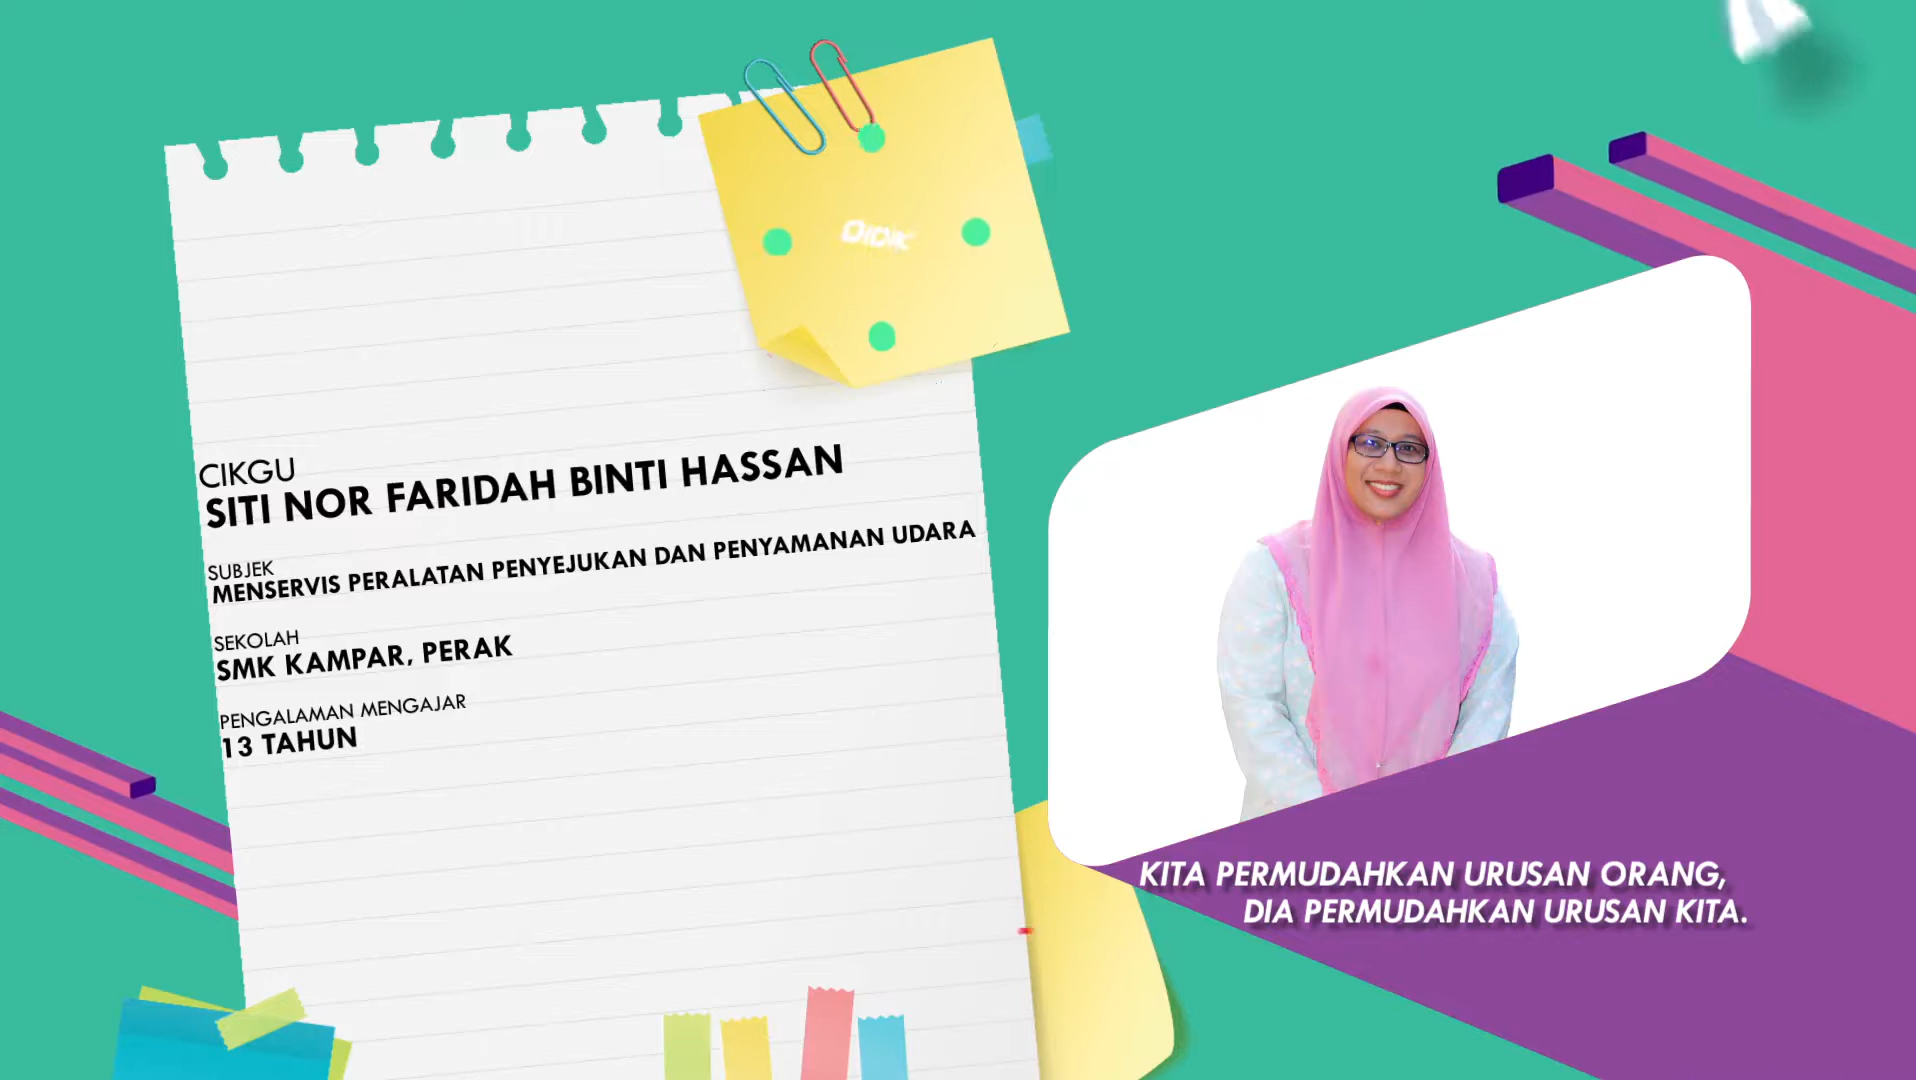 DIDIK
CIKGU
SITI NOR FARIDAH BINTI HASSAN
SUBJEK
MENSERVIS PERALATAN PENYEJUKAN DAN PENYAMANAN UDARA
SEKOLAH
SMK KAMPAR, PERAK
PENGALAMAN MENGAJAR
13 TAHUN
KITA PERMUDAHKAN URUSAN ORANG,
DIA PERMUDAHKAN URUSAN KITA.